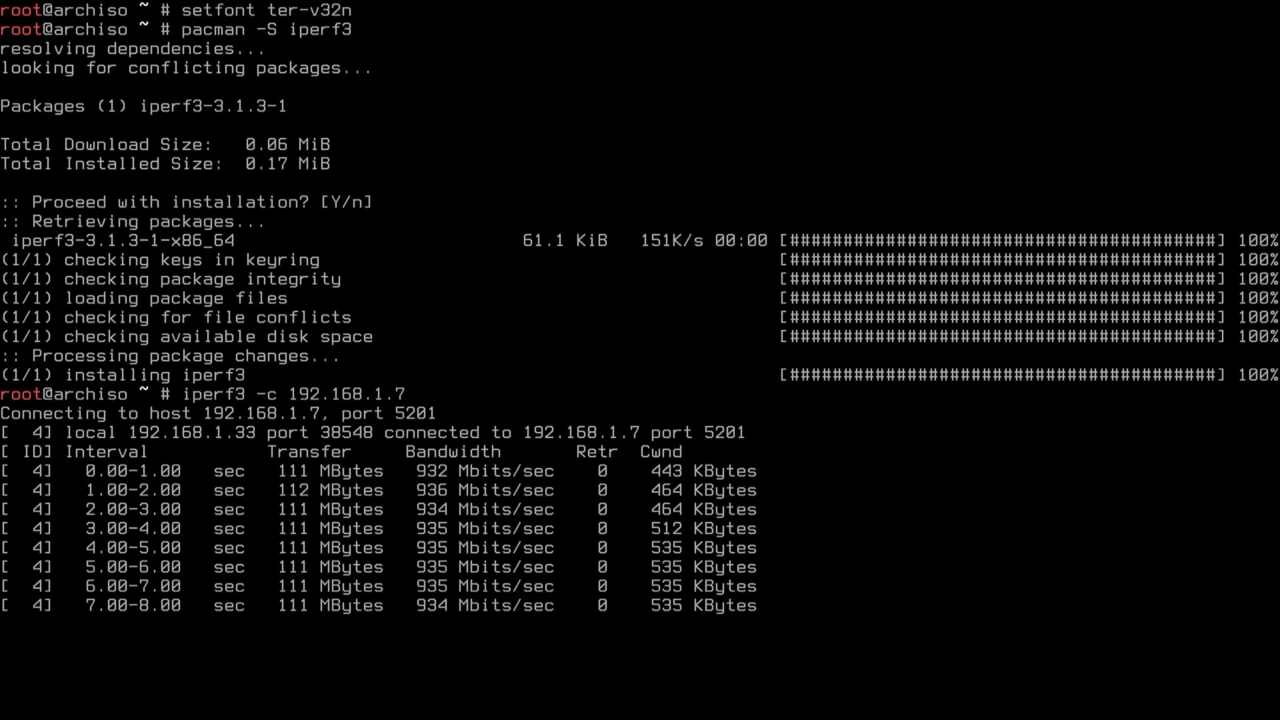 root@archiso ~ # setfont ter-v32n
root@archiso ~ # pacman -S iperf3
resolving dependencies...
looking for conflicting packages...
Packages (1) iperf3-3.1.3-1
Total Download Size:   0.06 MiB
Total Installed Size:  0.17 MiB
:: Proceed with installation? [Y/n]
:: Retrieving packages...
 iperf3-3.1.3-1-x86_64                           61.1 KiB   151K/s 00:00 [########################################] 100%
(1/1) checking keys in keyring                                           [########################################] 100%
(1/1) checking package integrity                                         [########################################] 100%
(1/1) loading package files                                              [########################################] 100%
(1/1) checking for file conflicts                                        [########################################] 100%
(1/1) checking available disk space                                      [########################################] 100%
:: Processing package changes...
(1/1) installing iperf3                                                  [########################################] 100%
root@archiso ~ # iperf3 -c 192.168.1.7
Connecting to host 192.168.1.7, port 5201
[  4] local 192.168.1.33 port 38548 connected to 192.168.1.7 port 5201
[ ID] Interval           Transfer     Bandwidth       Retr  Cwnd
[  4]   0.00-1.00   sec   111 MBytes   932 Mbits/sec    0    443 KBytes
[  4]   1.00-2.00   sec   112 MBytes   936 Mbits/sec    0    464 KBytes
[  4]   2.00-3.00   sec   111 MBytes   934 Mbits/sec    0    464 KBytes
[  4]   3.00-4.00   sec   111 MBytes   935 Mbits/sec    0    512 KBytes
[  4]   4.00-5.00   sec   111 MBytes   935 Mbits/sec    0    535 KBytes
[  4]   5.00-6.00   sec   111 MBytes   935 Mbits/sec    0    535 KBytes
[  4]   6.00-7.00   sec   111 MBytes   935 Mbits/sec    0    535 KBytes
[  4]   7.00-8.00   sec   111 MBytes   934 Mbits/sec    0    535 KBytes